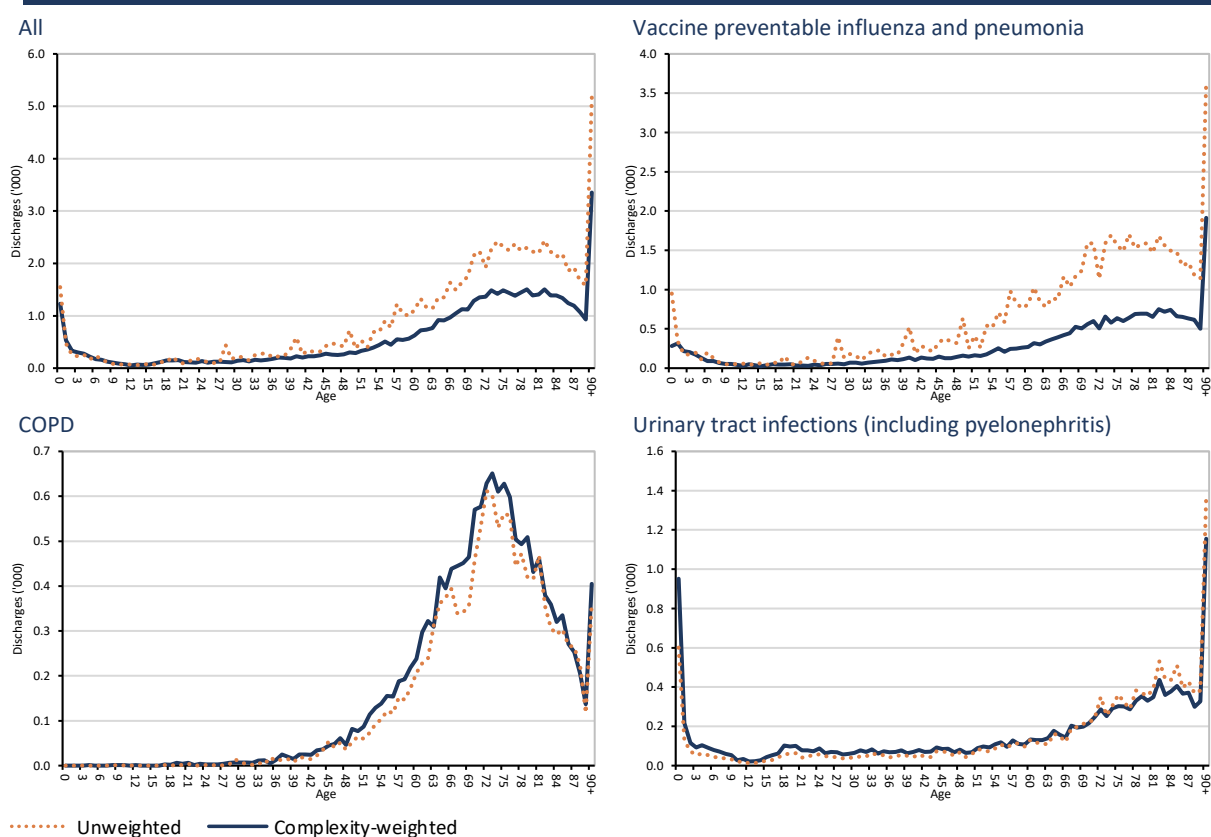 All
6.0
5.0
4.0
3.0
2.0
1.0
0.0
Discharges ('000)
0 3 6 9 12 15 18 21 24 27 30 33 36 39 42 45 48 51 54 57 60 63 66 69 72 75 78 81 84 87 90+
Age
Vaccine preventable influenza and pneumonia
4.0
3.5
3.0
2.5
2.0
1.5
1.0
0.5
0.0
Discharges ('000)
0 3 6 9 12 15 18 21 24 27 30 33 36 39 42 45 48 51 54 57 60 63 66 69 72 75 78 81 84 87 90+
Age
COPD
0.7
0.6
0.5
0.4
0.3
0.2
0.1
0.0
Discharges ('000)
0 3 6 9 12 15 18 21 24 27 30 33 36 39 42 45 48 51 54 57 60 63 66 69 72 75 78 81 84 87 90+
Age
Urinary tract infections (including pyelonephritis)
1.6
1.4
1.2
1.0
0.8
0.6
0.4
0.2
0.0
Discharges ('000)
0 3 6 9 12 15 18 21 24 27 30 33 36 39 42 45 48 51 54 57 60 63 66 69 72 75 78 81 84 87 90+
Age
Unweighted Complexity-weighted